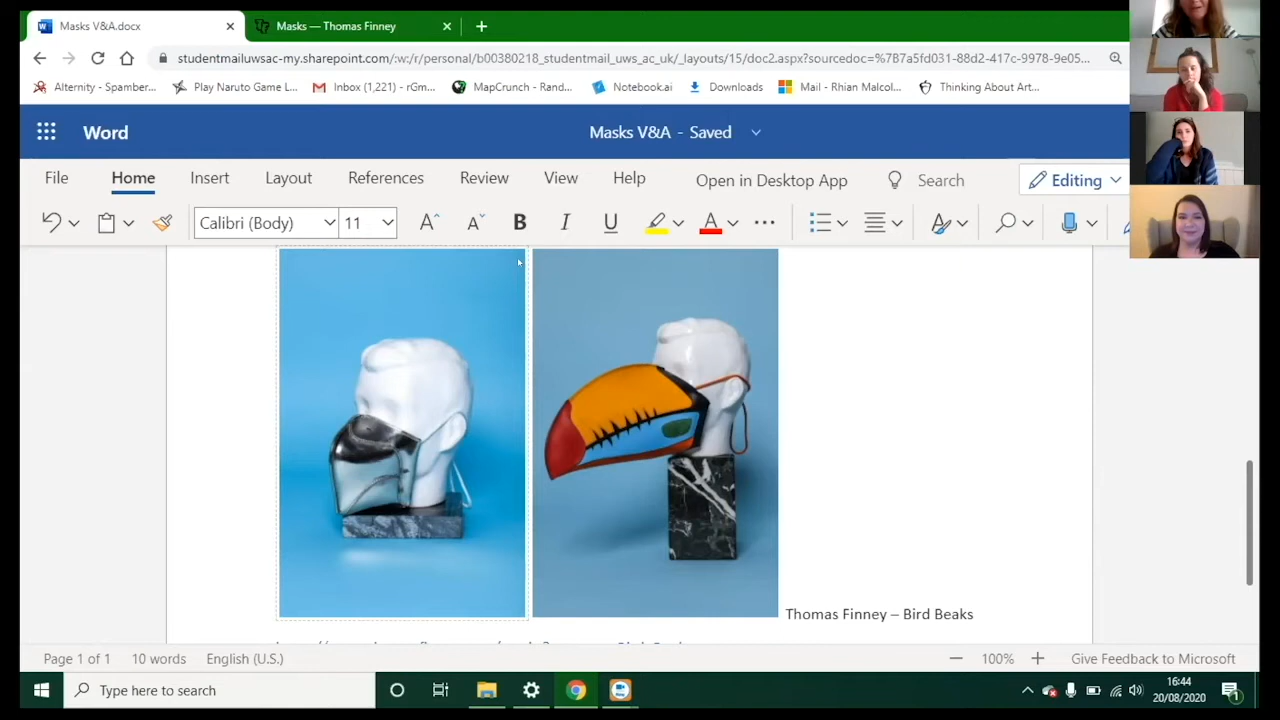 Masks V&A.docx
Masks — Thomas Finney
studentmailuwsac-my.sharepoint.com/:w:/r/personal/b00380218_studentmail_uws_ac_uk/_layouts/15/doc2.aspx?sourcedoc=%7B7a5fd031-88d2-417c-9978-9e05...
Alternity - Spamber...
Play Naruto Game L...
Inbox (1,221) - rGm...
MapCrunch - Rand...
Notebook.ai
Downloads
Mail - Rhian Malcol...
Thinking About Art...
Word
Masks V&A - Saved
File Home Insert Layout References Review View Help Open in Desktop App Search Editing
Calibri (Body) 11
Thomas Finney – Bird Beaks
Page 1 of 1 10 words English (U.S.) 100% Give Feedback to Microsoft
Type here to search
16:44
20/08/2020
1